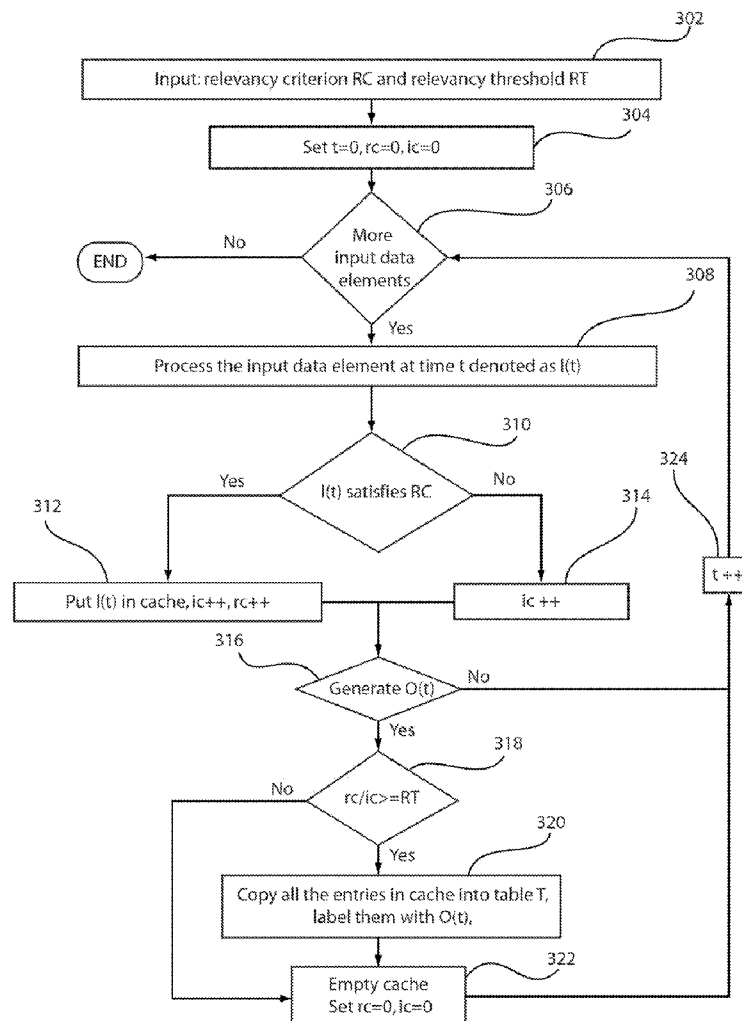 302
Input: relevancy criterion RC and relevancy threshold RT
304
Set t=0, rc=0, ic=0
306
More
input data
elements
No
END
308
Yes
Process the input data element at time t denoted as I(t)
310
I(t) satisfies RC
Yes
No
324
312
314
t ++
Put I(t) in cache, ic++, rc++
ic ++
316
Generate O(t)
No
Yes
318
No
rc/ic>=RT
320
Yes
Copy all the entries in cache into table T,
label them with O(t),
322
Empty cache
Set rc=0, ic=0